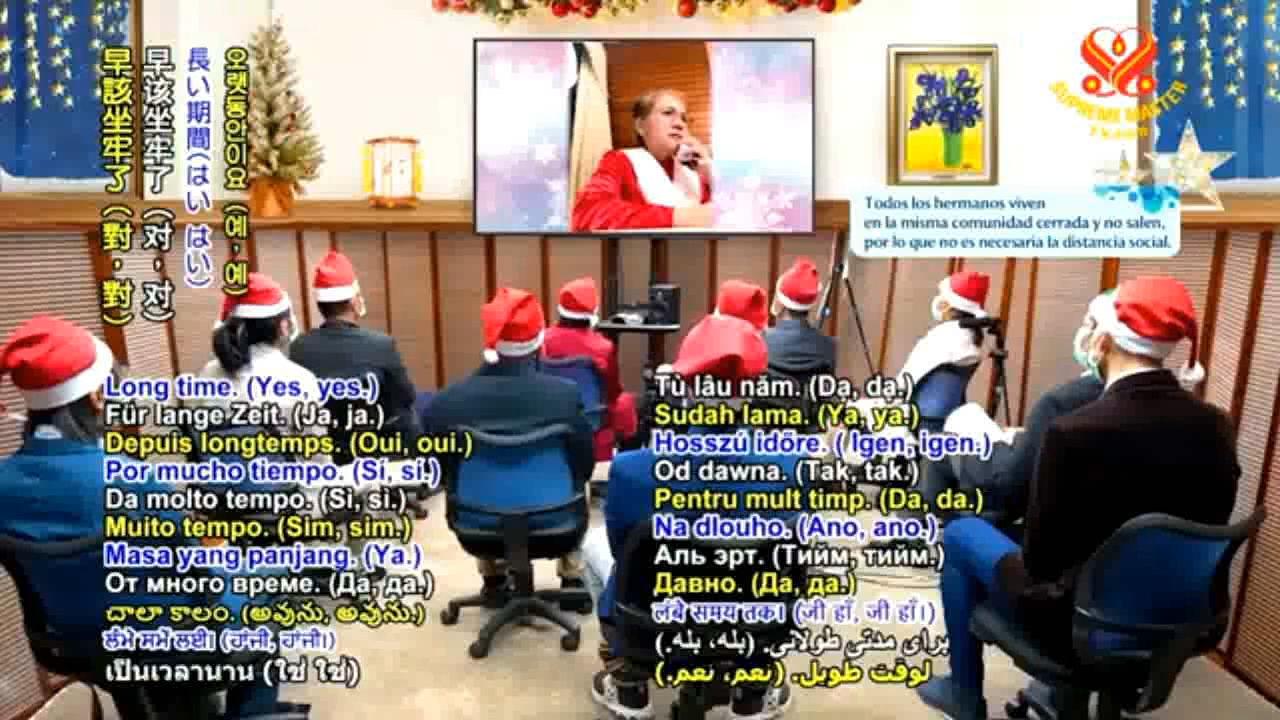 早該坐牢了（對，對）
早该坐牢了（对，对）
長い期間(はい はい)
오랫동안이요 (예, 예)
SUPREME MASTER
Todos los hermanos viven
en la misma comunidad cerrada y no salen,
por lo que no es necesaria la distancia social.
Long time. (Yes, yes.)
Für lange Zeit. (Ja, ja.)
Depuis longtemps. (Oui, oui.)
Por mucho tiempo. (Sí, sí.)
Da molto tempo. (Sì, sì.)
Muito tempo. (Sim, sim.)
Masa yang panjang. (Ya.)
От много време. (Да, да.)
చాలా కాలం. (అవును, అవును.)
ਲੰਮੇ ਸਮੇਂ ਲਈ। (ਹਾਂਜੀ, ਹਾਂਜੀ।)
เป็นเวลานาน (ใช่ ใช่)
Từ lâu năm. (Dạ, dạ.)
Sudah lama. (Ya, ya.)
Hosszú időre. ( Igen, igen.)
Od dawna. (Tak, tak.)
Pentru mult timp. (Da, da.)
Na dlouho. (Ano, ano.)
Аль эрт. (Тийм, тийм.)
Давно. (Да, да.)
लंबे समय तक। (जी हाँ, जी हाँ।)
برای مدتی طولانی. (بله، بله.)
لوقت طويل. (نعم، نعم.)